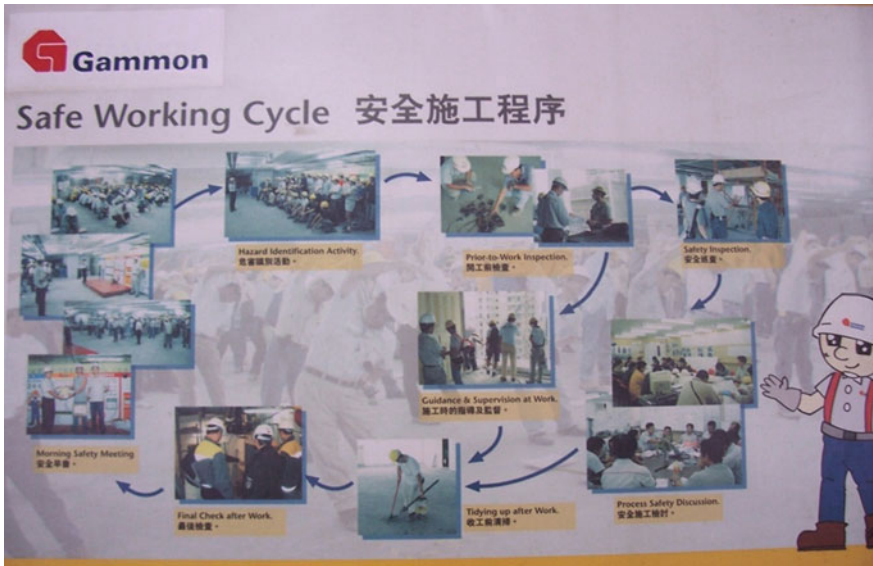 Gammon
Safe Working Cycle 安全施工程序
Hazard Identification Activity.
危害識別活動。
Prior-to-Work Inspection.
開工前檢查。
Safety Inspection.
安全巡查。
Guidance & Supervision at Work.
施工時的指導及監督。
Morning Safety Meeting
安全早會。
Final Check after Work.
最後檢查。
Tidying up after Work.
收工前清掃。
Process Safety Discussion.
安全施工檢討。